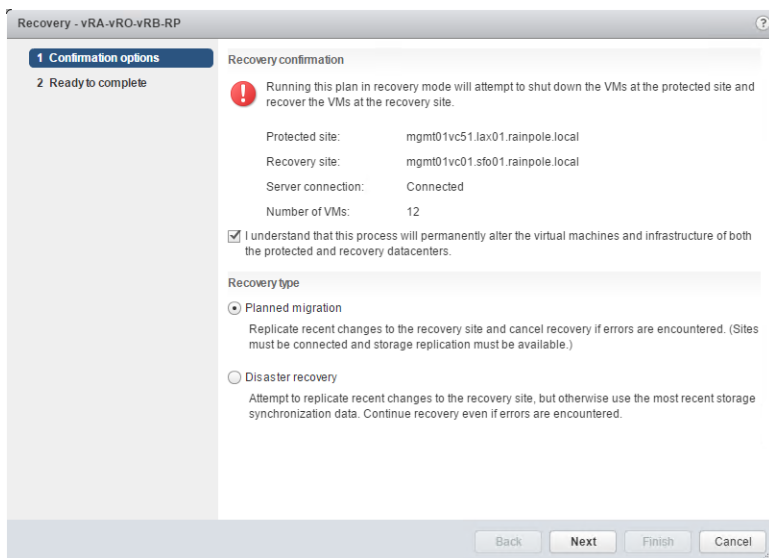 Recovery - vRA-vRO-vRB-RP
?
1 Confirmation options
2 Ready to complete
Recovery confirmation
Running this plan in recovery mode will attempt to shut down the VMs at the protected site and
recover the VMs at the recovery site.
Protected site: mgmt01vc51.lax01.rainpole.local
Recovery site: mgmt01vc01.sfo01.rainpole.local
Server connection: Connected
Number of VMs: 12
I understand that this process will permanently alter the virtual machines and infrastructure of both
the protected and recovery datacenters.
Recovery type
Planned migration
Replicate recent changes to the recovery site and cancel recovery if errors are encountered. (Sites
must be connected and storage replication must be available.)
Disaster recovery
Attempt to replicate recent changes to the recovery site, but otherwise use the most recent storage
synchronization data. Continue recovery even if errors are encountered.
Back Next Finish Cancel